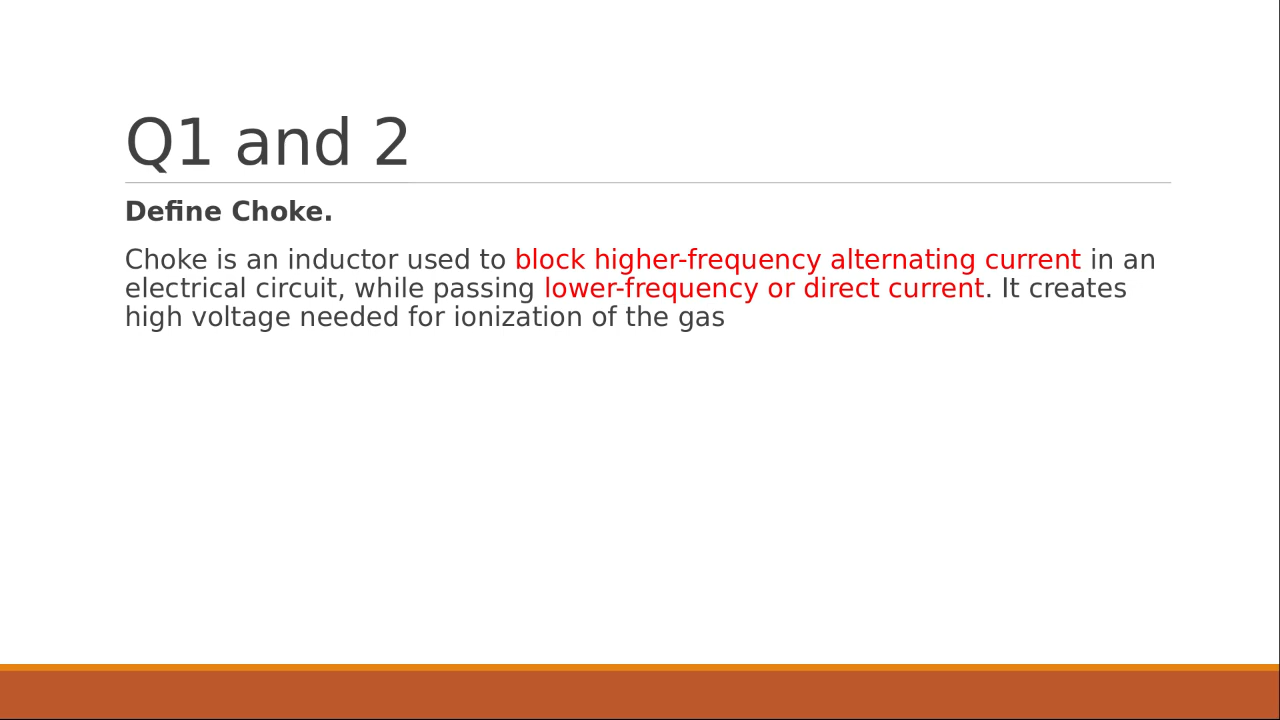 Q1 and 2
Define Choke.
Choke is an inductor used to block higher-frequency alternating current in an
electrical circuit, while passing lower-frequency or direct current. It creates
high voltage needed for ionization of the gas